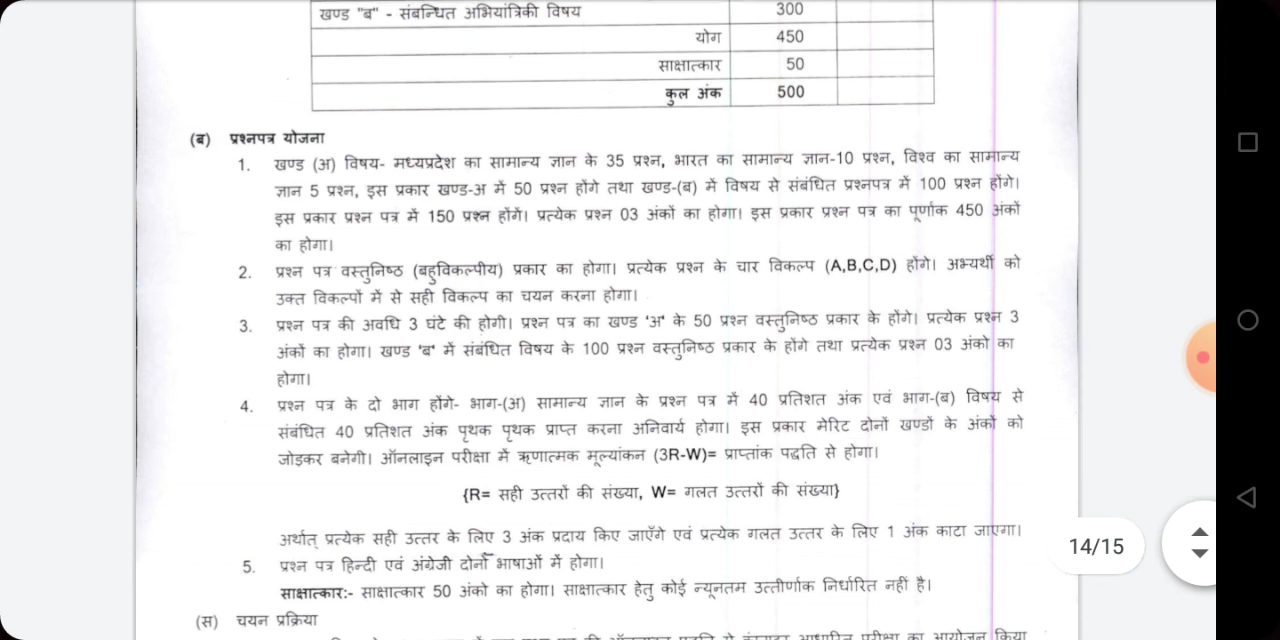 खण्ड "ब" - संबन्धित अभियांत्रिकी विषय 300
योग 450
साक्षात्कार 50
कुल अंक 500
(ब) प्रश्नपत्र योजना
1. खण्ड (अ) विषय- मध्यप्रदेश का सामान्य ज्ञान के 35 प्रश्न, भारत का सामान्य ज्ञान-10 प्रश्न, विश्व का सामान्य
ज्ञान 5 प्रश्न, इस प्रकार खण्ड-अ में 50 प्रश्न होंगे तथा खण्ड-(ब) में विषय से संबंधित प्रश्नपत्र में 100 प्रश्न होंगे।
इस प्रकार प्रश्न पत्र में 150 प्रश्न होंगें। प्रत्येक प्रश्न 03 अंकों का होगा। इस प्रकार प्रश्न पत्र का पूर्णाक 450 अंकों
का होगा।
2. प्रश्न पत्र वस्तुनिष्ठ (बहुविकल्पीय) प्रकार का होगा। प्रत्येक प्रश्न के चार विकल्प (A,B,C,D) होंगे। अभ्यर्थी को
उक्त विकल्पों में से सही विकल्प का चयन करना होगा।
3. प्रश्न पत्र की अवधि 3 घंटे की होगी। प्रश्न पत्र का खण्ड 'अ' के 50 प्रश्न वस्तुनिष्ठ प्रकार के होंगे। प्रत्येक प्रश्न 3
अंकों का होगा। खण्ड 'ब' में संबंधित विषय के 100 प्रश्न वस्तुनिष्ठ प्रकार के होंगे तथा प्रत्येक प्रश्न 03 अंको का
होगा।
4. प्रश्न पत्र के दो भाग होंगे- भाग-(अ) सामान्य ज्ञान के प्रश्न पत्र में 40 प्रतिशत अंक एवं भाग-(ब) विषय से
संबंधित 40 प्रतिशत अंक पृथक पृथक प्राप्त करना अनिवार्य होगा। इस प्रकार मेरिट दोनों खण्डों के अंकों को
जोड़कर बनेगी। ऑनलाइन परीक्षा में ऋणात्मक मूल्यांकन (3R-W)= प्राप्तांक पद्धति से होगा।
{R= सही उत्तरों की संख्या, W= गलत उत्तरों की संख्या}
अर्थात् प्रत्येक सही उत्तर के लिए 3 अंक प्रदाय किए जाएँगे एवं प्रत्येक गलत उत्तर के लिए 1 अंक काटा जाएगा।
5. प्रश्न पत्र हिन्दी एवं अंग्रेजी दोनों भाषाओं में होगा।
साक्षात्कार:- साक्षात्कार 50 अंको का होगा। साक्षात्कार हेतु कोई न्यूनतम उत्तीर्णाक निर्धारित नहीं है।
(स) चयन प्रक्रिया
14/15